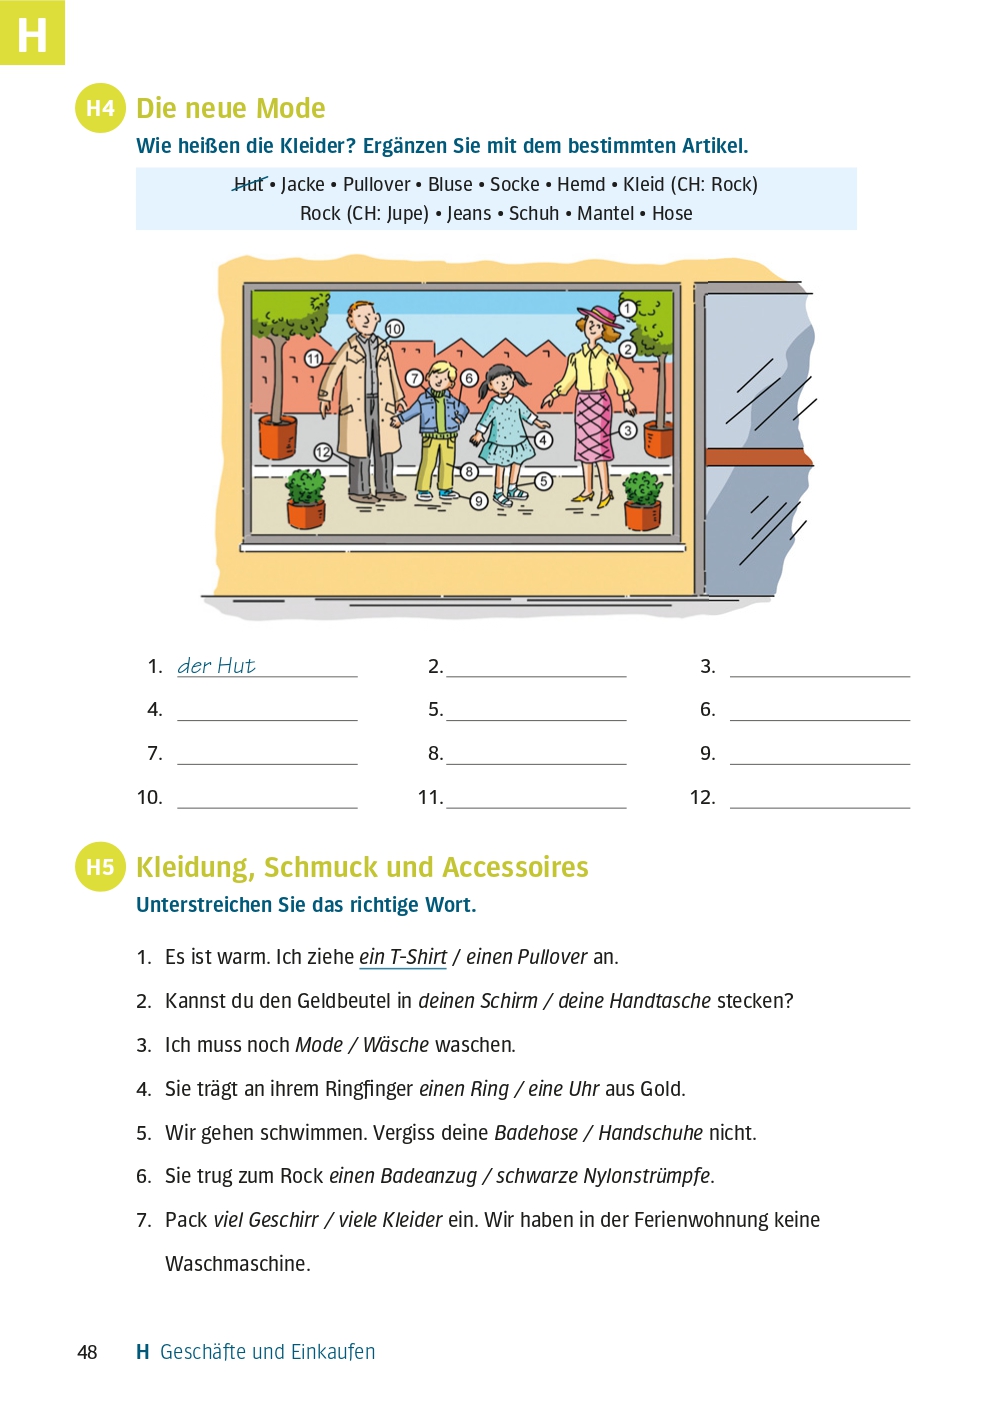 H
H4 Die neue Mode
Wie heißen die Kleider? Ergänzen Sie mit dem bestimmten Artikel.
Hut • Jacke • Pullover • Bluse • Socke • Hemd • Kleid (CH: Rock)
Rock (CH: Jupe) • Jeans • Schuh • Mantel • Hose
1
10
2
11
7 6
3
4
12
8
5
9
1. der Hut 2. 3.
4. 5. 6.
7. 8. 9.
10. 11. 12.
H5 Kleidung, Schmuck und Accessoires
Unterstreichen Sie das richtige Wort.
1. Es ist warm. Ich ziehe ein T-Shirt / einen Pullover an.
2. Kannst du den Geldbeutel in deinen Schirm / deine Handtasche stecken?
3. Ich muss noch Mode / Wäsche waschen.
4. Sie trägt an ihrem Ringfinger einen Ring / eine Uhr aus Gold.
5. Wir gehen schwimmen. Vergiss deine Badehose / Handschuhe nicht.
6. Sie trug zum Rock einen Badeanzug / schwarze Nylonstrümpfe.
7. Pack viel Geschirr / viele Kleider ein. Wir haben in der Ferienwohnung keine
Waschmaschine.
48 H Geschäfte und Einkaufen